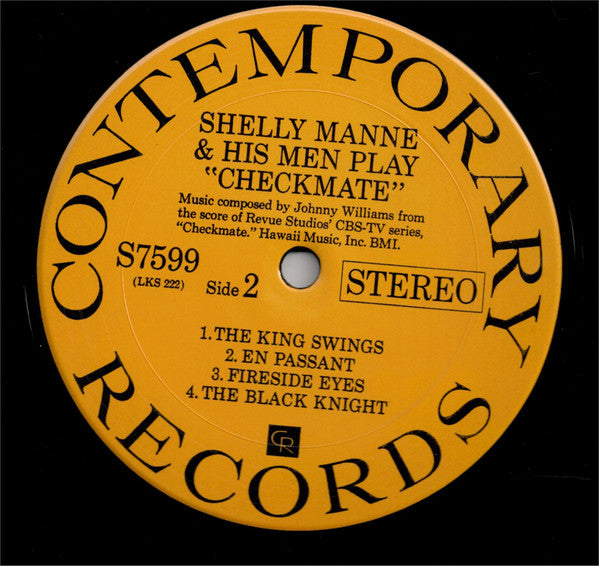 CONTEMPORARY
SHELLY MANNE
& HIS MEN PLAY
"CHECKMATE"
Music composed by Johnny Williams from
the score of Revue Studios' CBS-TV series,
"Checkmate." Hawaii Music, Inc. BMI.
S7599
(LKS 222)
Side 2
STEREO
1. THE KING SWINGS
2. EN PASSANT
3. FIRESIDE EYES
4. THE BLACK KNIGHT
CR
RECORDS